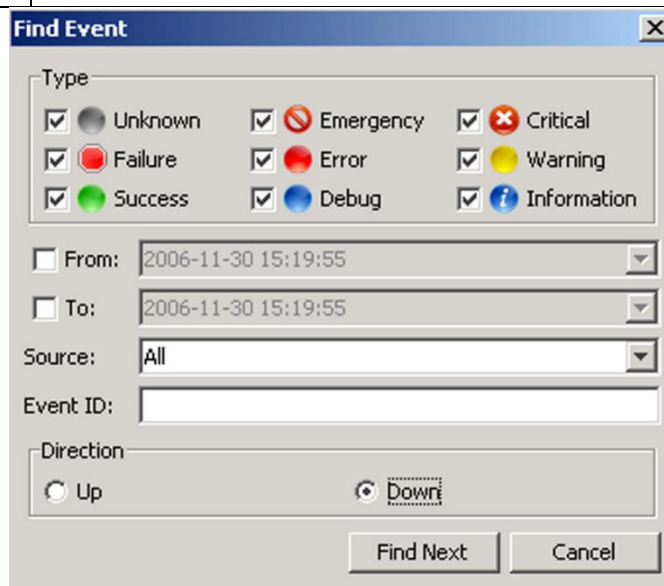 Find Event
Type
Unknown Emergency Critical
Failure Error Warning
Success Debug Information
From: 2006-11-30 15:19:55
To: 2006-11-30 15:19:55
Source: All
Event ID:
Direction
Up Down
Find Next Cancel